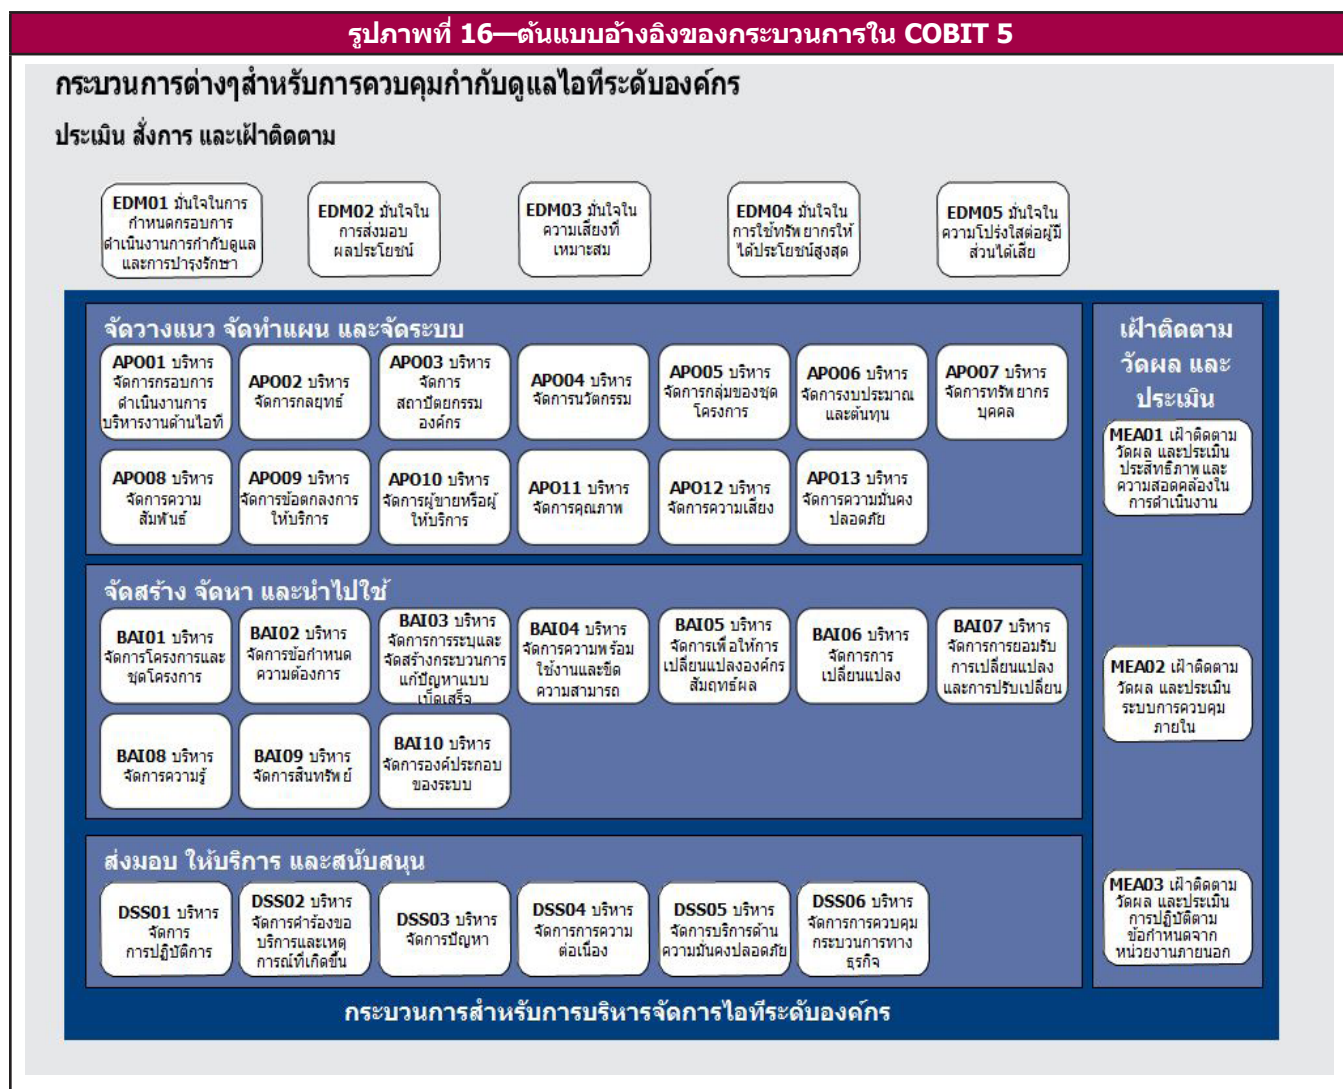 รูปภาพที่ 16—ต้นแบบอ้างอิงของกระบวนการใน COBIT 5
กระบวนการต่างๆสำหรับการควบคุมกำกับดูแลไอทีระดับองค์กร
ประเมิน สั่งการ และเฝ้าติดตาม
EDM01 มั่นใจในการ
กำหนดกรอบการ
ดำเนินงานการกำกับดูแล
และการบำรุงรักษา
EDM02 มั่นใจใน
การส่งมอบ
ผลประโยชน์
EDM03 มั่นใจใน
ความเสี่ยงที่
เหมาะสม
EDM04 มั่นใจใน
การใช้ทรัพยากรให้
ได้ประโยชน์สูงสุด
EDM05 มั่นใจใน
ความโปร่งใสต่อผู้มี
ส่วนได้เสีย
จัดวางแนว จัดทำแผน และจัดระบบ
APO01 บริหาร
จัดการกรอบการ
ดำเนินงานการ
บริหารงานด้านไอที
APO02 บริหาร
จัดการกลยุทธ์
APO03 บริหาร
จัดการ
สถาปัตยกรรม
องค์กร
APO04 บริหาร
จัดการนวัตกรรม
APO05 บริหาร
จัดการกลุ่มของชุด
โครงการ
APO06 บริหาร
จัดการงบประมาณ
และต้นทุน
APO07 บริหาร
จัดการทรัพยากร
บุคคล
APO08 บริหาร
จัดการความ
สัมพันธ์
APO09 บริหาร
จัดการข้อตกลงการ
ให้บริการ
APO10 บริหาร
จัดการผู้ขายหรือผู้
ให้บริการ
APO11 บริหาร
จัดการคุณภาพ
APO12 บริหาร
จัดการความเสี่ยง
APO13 บริหาร
จัดการความมั่นคง
ปลอดภัย
จัดสร้าง จัดหา และนำไปใช้
BAI01 บริหาร
จัดการโครงการและ
ชุดโครงการ
BAI02 บริหาร
จัดการข้อกำหนด
ความต้องการ
BAI03 บริหาร
จัดการการระบุและ
จัดสร้างกระบวนการ
แก้ปัญหาแบบ
เบ็ดเสร็จ
BAI04 บริหาร
จัดการความพร้อม
ใช้งานและขีด
ความสามารถ
BAI05 บริหาร
จัดการเพื่อให้การ
เปลี่ยนแปลงองค์กร
สัมฤทธ์ผล
BAI06 บริหาร
จัดการการ
เปลี่ยนแปลง
BAI07 บริหาร
จัดการการยอมรับ
การเปลี่ยนแปลง
และการปรับเปลี่ยน
BAI08 บริหาร
จัดการความรู้
BAI09 บริหาร
จัดการสินทรัพย์
BAI10 บริหาร
จัดการองค์ประกอบ
ของระบบ
ส่งมอบ ให้บริการ และสนับสนุน
DSS01 บริหาร
จัดการ
การปฏิบัติการ
DSS02 บริหาร
จัดการคำร้องขอ
บริการและเหตุ
การณ์ที่เกิดขึ้น
DSS03 บริหาร
จัดการปัญหา
DSS04 บริหาร
จัดการการความ
ต่อเนื่อง
DSS05 บริหาร
จัดการบริการด้าน
ความมั่นคงปลอดภัย
DSS06 บริหาร
จัดการการควบคุม
กระบวนการทาง
ธุรกิจ
เฝ้าติดตาม
วัดผล และ
ประเมิน
MEA01 เฝ้าติดตาม
วัดผล และประเมิน
ประสิทธิภาพและ
ความสอดคล้องใน
การดำเนินงาน
MEA02 เฝ้าติดตาม
วัดผล และประเมิน
ระบบการควบคุม
ภายใน
MEA03 เฝ้าติดตาม
วัดผล และประเมิน
การปฏิบัติตาม
ข้อกำหนดจาก
หน่วยงานภายนอก
กระบวนการสำหรับการบริหารจัดการไอทีระดับองค์กร